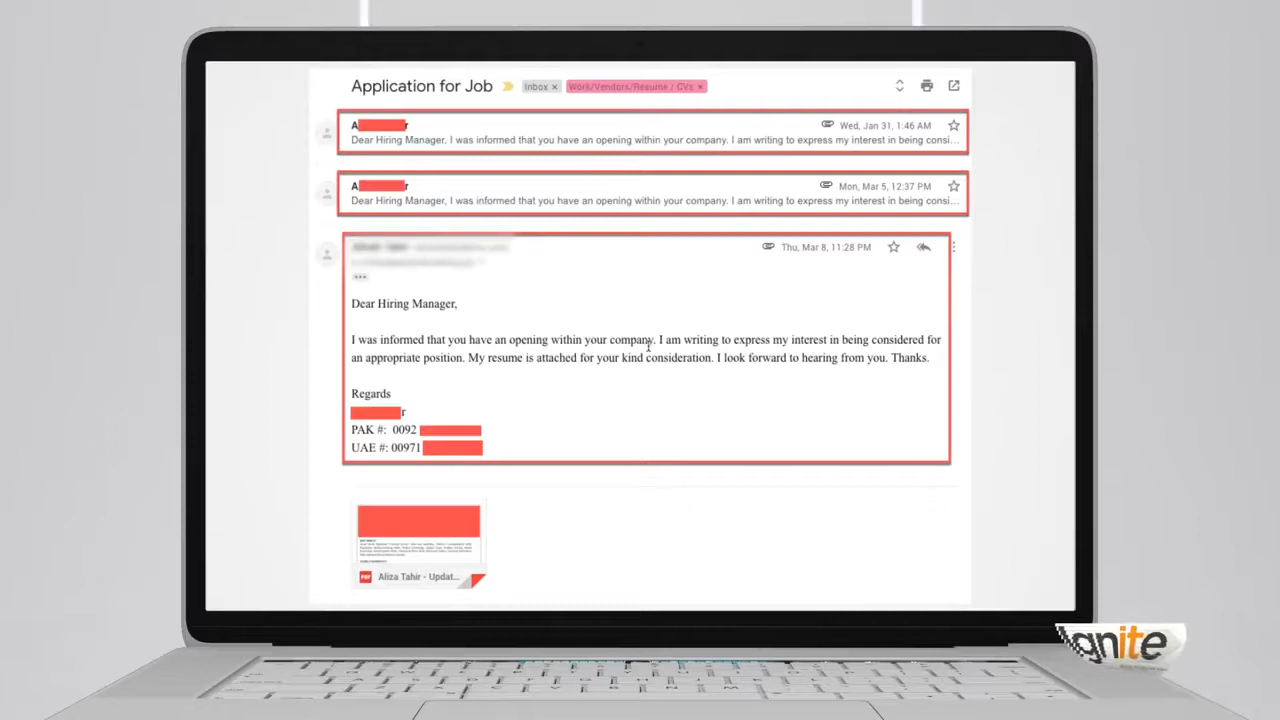 Application for Job
Inbox ×
Work/Vendors/Resume / CVs ×
A r
Wed, Jan 31, 1:46 AM
Dear Hiring Manager, I was informed that you have an opening within your company. I am writing to express my interest in being consi...
A r
Mon, Mar 5, 12:37 PM
Dear Hiring Manager, I was informed that you have an opening within your company. I am writing to express my interest in being consi...
Thu, Mar 8, 11:28 PM
Dear Hiring Manager,
I was informed that you have an opening within your company. I am writing to express my interest in being considered for
an appropriate position. My resume is attached for your kind consideration. I look forward to hearing from you. Thanks.
Regards
r
PAK #: 0092
UAE #: 00971
PDF
Aliza Tahir - Updat...
ignite